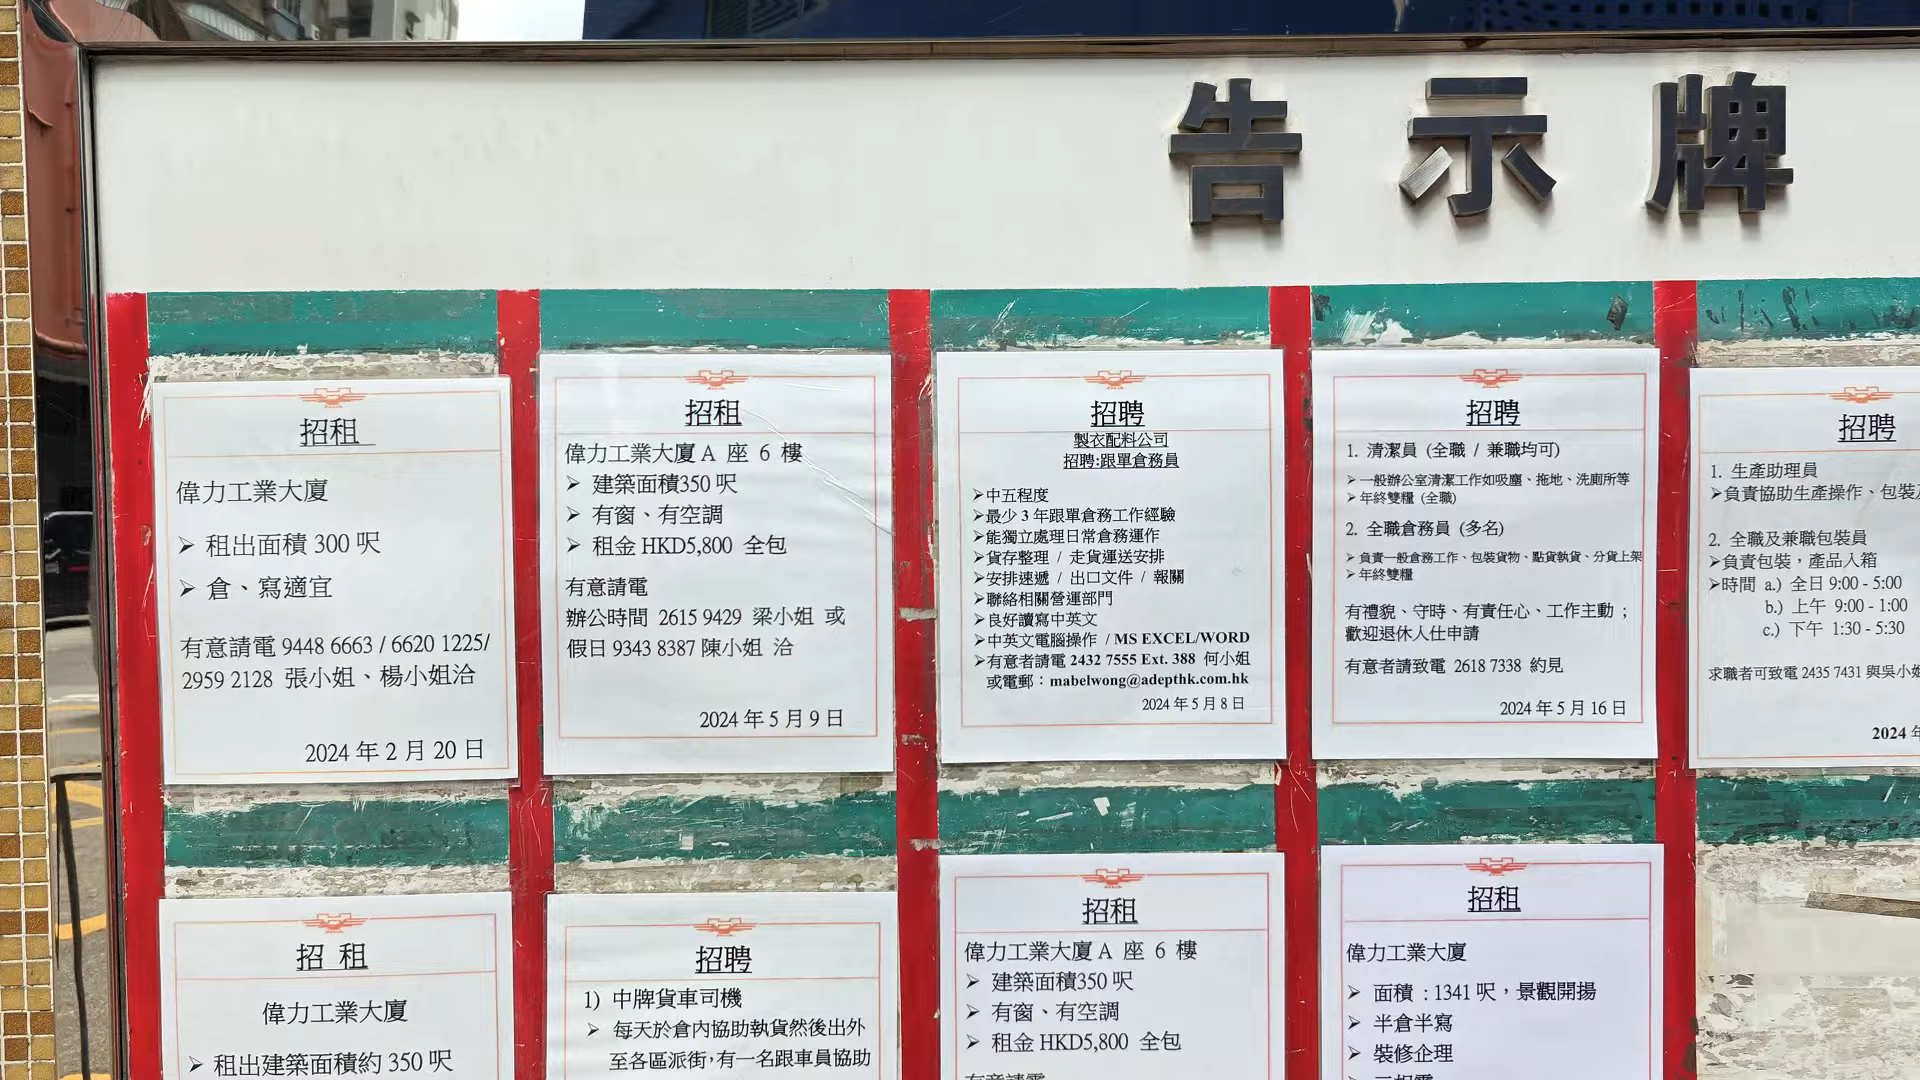 告示牌
招租
偉力工業大廈
➢ 租出面積 300 呎
➢ 倉、寫適宜
有意請電 9448 6663 / 6620 1225/
2959 2128 張小姐、楊小姐洽
2024 年 2 月 20 日
招租
偉力工業大廈 A 座 6 樓
➢ 建築面積350 呎
➢ 有窗、有空調
➢ 租金 HKD5,800 全包
有意請電
辦公時間 2615 9429 梁小姐 或
假日 9343 8387 陳小姐 洽
2024 年 5 月 9 日
招聘
製衣配料公司
招聘:跟單倉務員
➢中五程度
➢最少 3 年跟單倉務工作經驗
➢能獨立處理日常倉務運作
➢貨存整理 / 走貨運送安排
➢安排速遞 / 出口文件 / 報關
➢聯絡相關營運部門
➢良好讀寫中英文
➢中英文電腦操作 / MS EXCEL/WORD
➢有意者請電 2432 7555 Ext. 388 何小姐
或電郵：mabelwong@adepthk.com.hk
2024 年 5 月 8 日
招聘
1. 清潔員 (全職 / 兼職均可)
➢一般辦公室清潔工作如吸塵、拖地、洗廁所等
➢年終雙糧 (全職)
2. 全職倉務員 (多名)
➢負責一般倉務工作、包裝貨物、點貨執貨、分貨上架
➢年終雙糧
有禮貌、守時、有責任心、工作主動；
歡迎退休人仕申請
有意者請致電 2618 7338 約見
2024 年 5 月 16 日
招聘
1. 生產助理員
➢負責協助生產操作、包裝
2. 全職及兼職包裝員
➢負責包裝，產品入箱
➢時間 a.) 全日 9:00 - 5:00
b.) 上午 9:00 - 1:00
c.) 下午 1:30 - 5:30
求職者可致電 2435 7431 與吳小
2024 年
招 租
偉力工業大廈
➢ 租出建築面積約 350 呎
招聘
1) 中牌貨車司機
➢ 每天於倉內協助執貨然後出外
至各區派街,有一名跟車員協助
招租
偉力工業大廈 A 座 6 樓
➢ 建築面積350 呎
➢ 有窗、有空調
➢ 租金 HKD5,800 全包
有意請電
招租
偉力工業大廈
➢ 面積 : 1341 呎，景觀開揚
➢ 半倉半寫
➢ 裝修企理